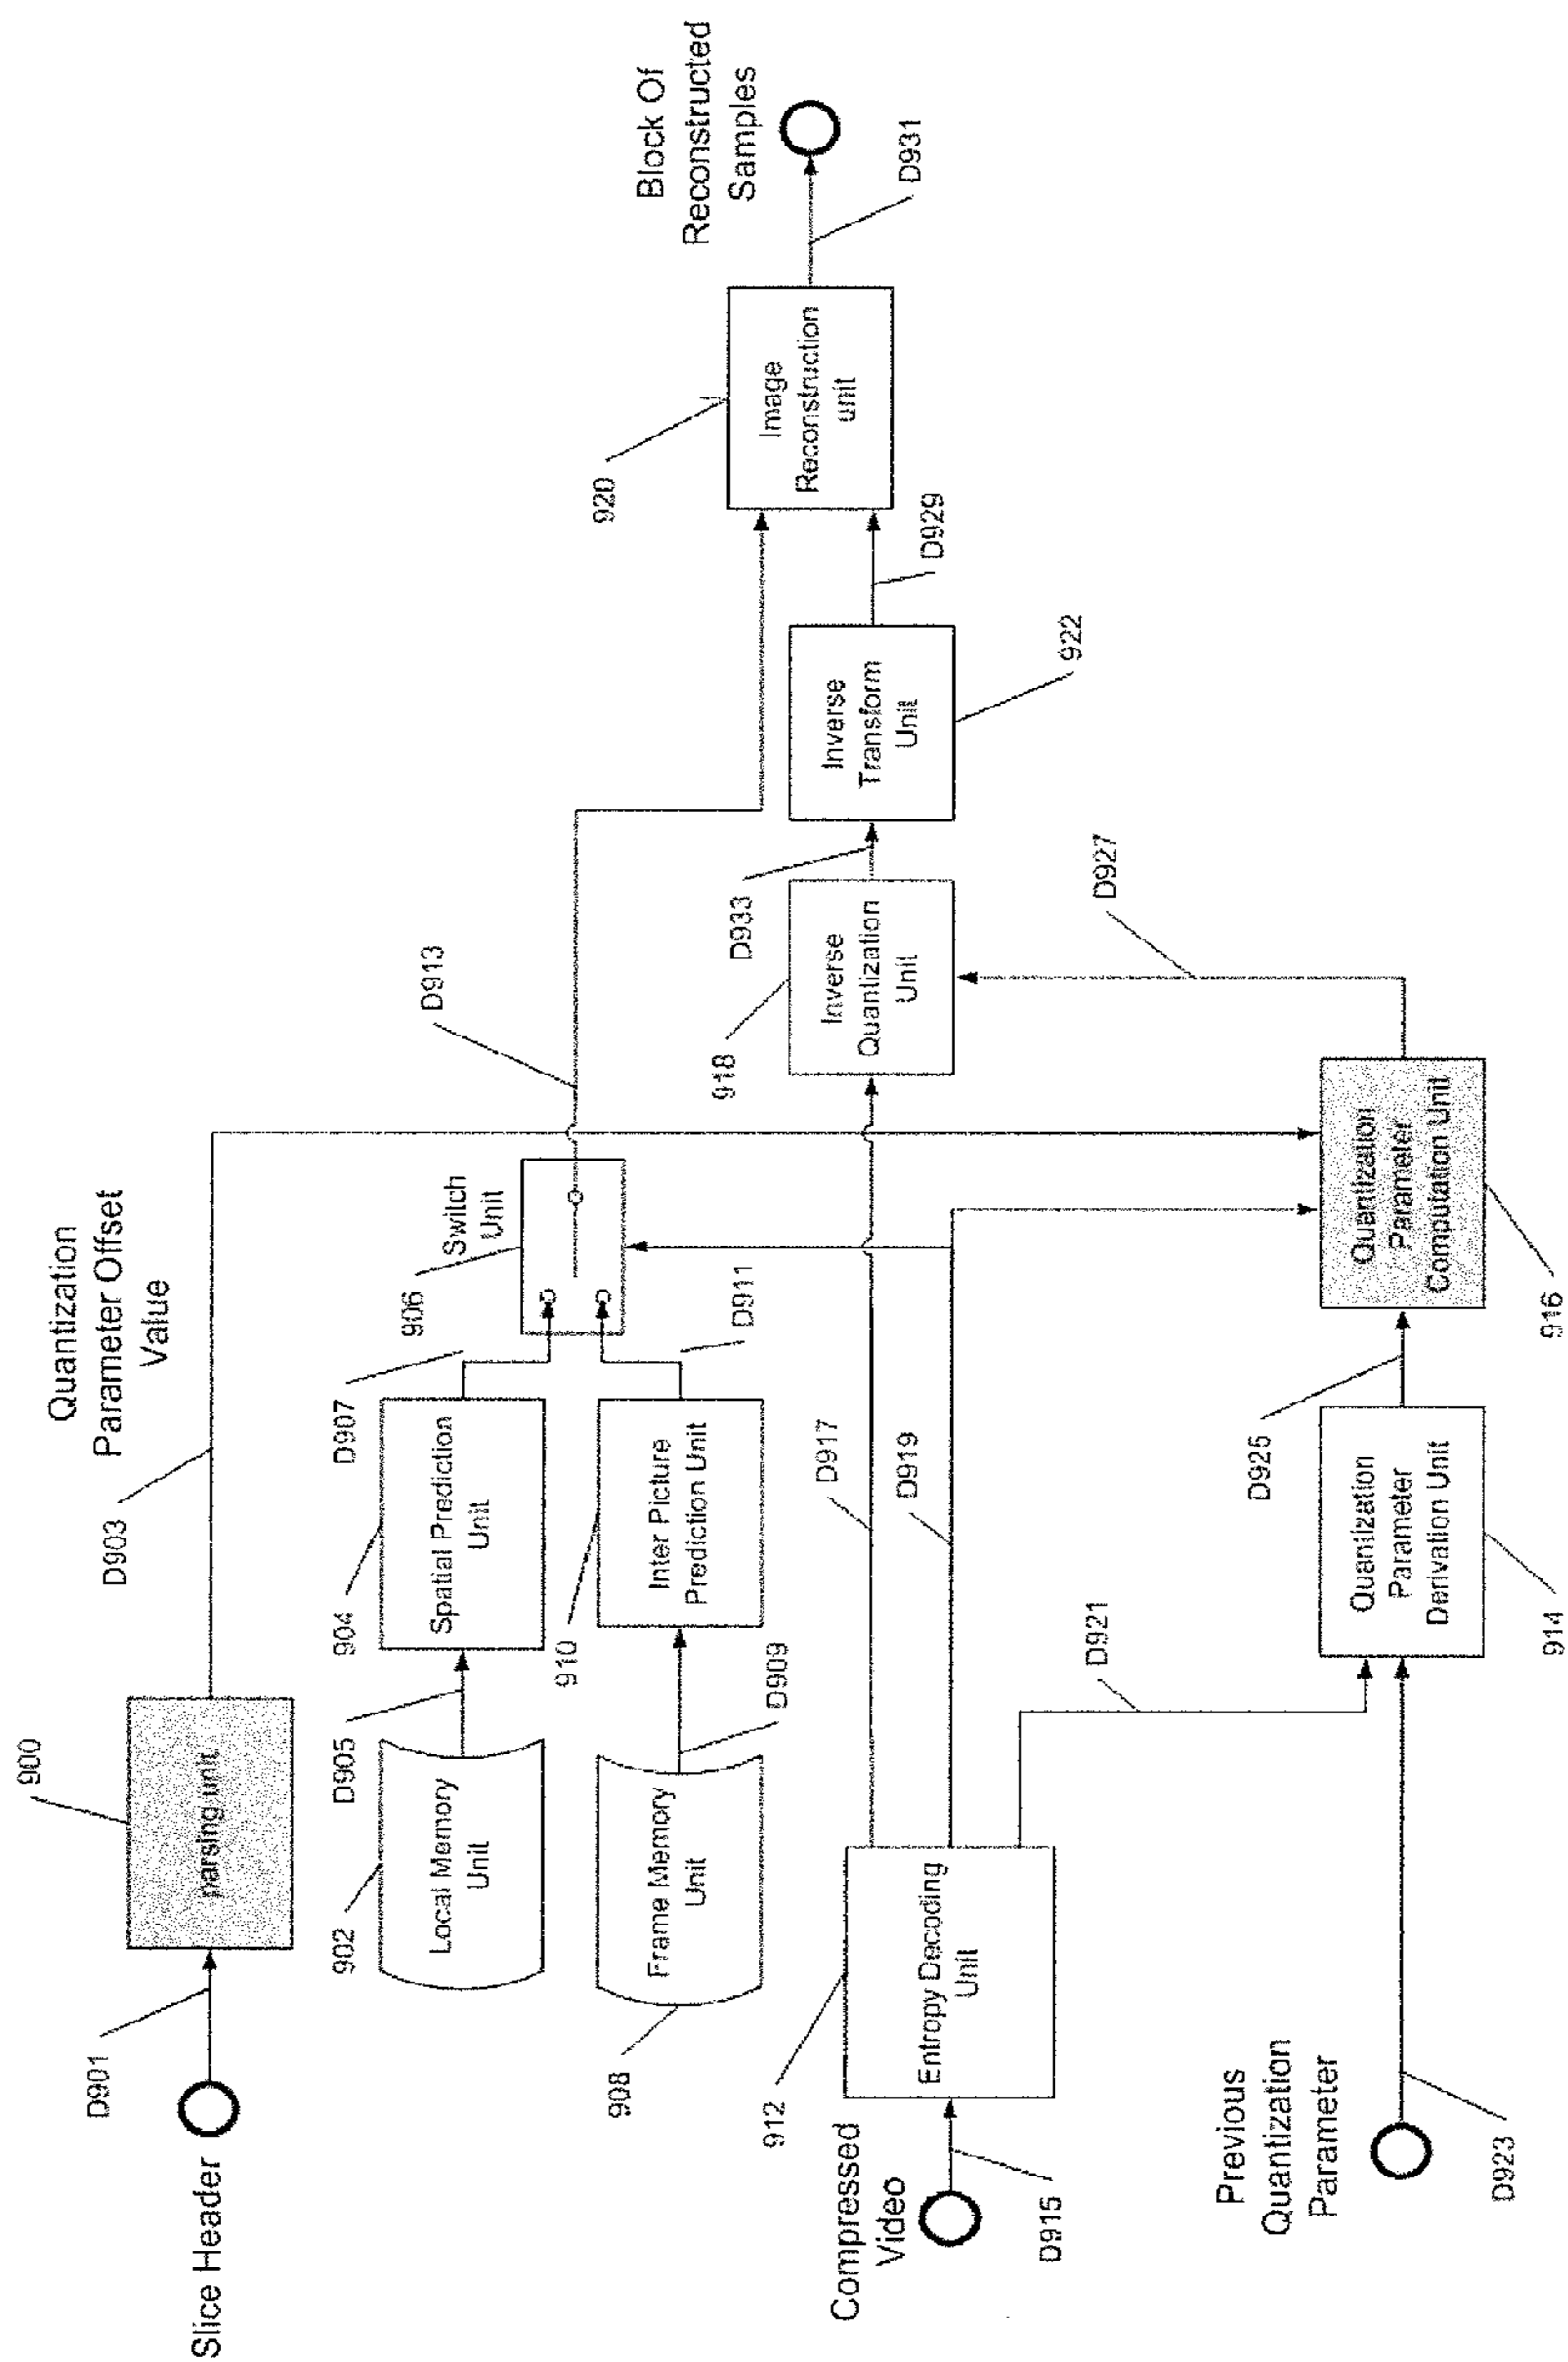 Slice Header
D901
900
parsing unit
D903
Quantization
Parameter Offset
Value
902
Local Memory
Unit
D905
904
Spatial Prediction
Unit
D907
906
Switch
Unit
D913
908
Frame Memory
Unit
D909
910
Inter Picture
Prediction Unit
D911
Compressed
Video
D915
912
Entropy Decoding
Unit
D917
D919
D921
918
Inverse
Quantization
Unit
D933
Inverse
Transform
Unit
922
D929
920
Image
Reconstruction
unit
D931
Block Of
Reconstructed
Samples
Previous
Quantization
Parameter
D923
Quantization
Parameter
Derivation Unit
914
D925
Quantization
Parameter
Computation Unit
916
D927